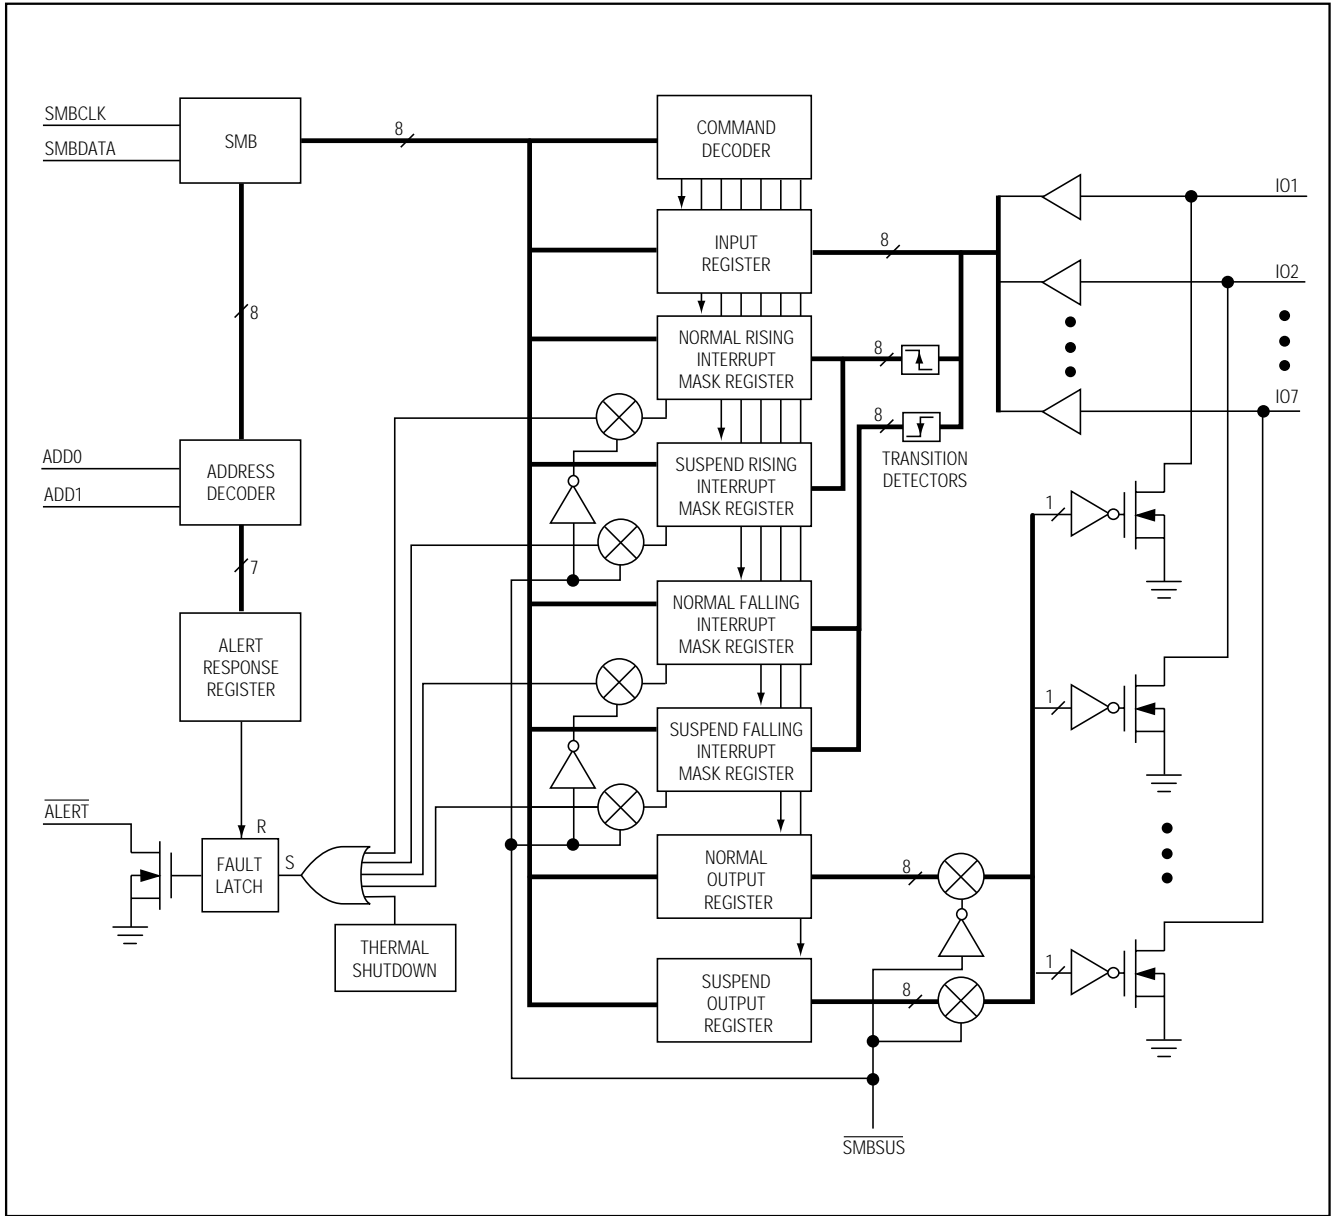 SMBCLK
SMBDATA
SMB
8
COMMAND
DECODER
IO1
INPUT
REGISTER
8
IO2
8
NORMAL RISING
INTERRUPT
MASK REGISTER
8
8
TRANSITION
DETECTORS
IO7
ADD0
ADD1
ADDRESS
DECODER
SUSPEND RISING
INTERRUPT
MASK REGISTER
1
7
NORMAL FALLING
INTERRUPT
MASK REGISTER
ALERT
RESPONSE
REGISTER
1
SUSPEND FALLING
INTERRUPT
MASK REGISTER
ALERT
R
FAULT
LATCH
S
NORMAL
OUTPUT
REGISTER
8
THERMAL
SHUTDOWN
1
SUSPEND
OUTPUT
REGISTER
8
SMBSUS